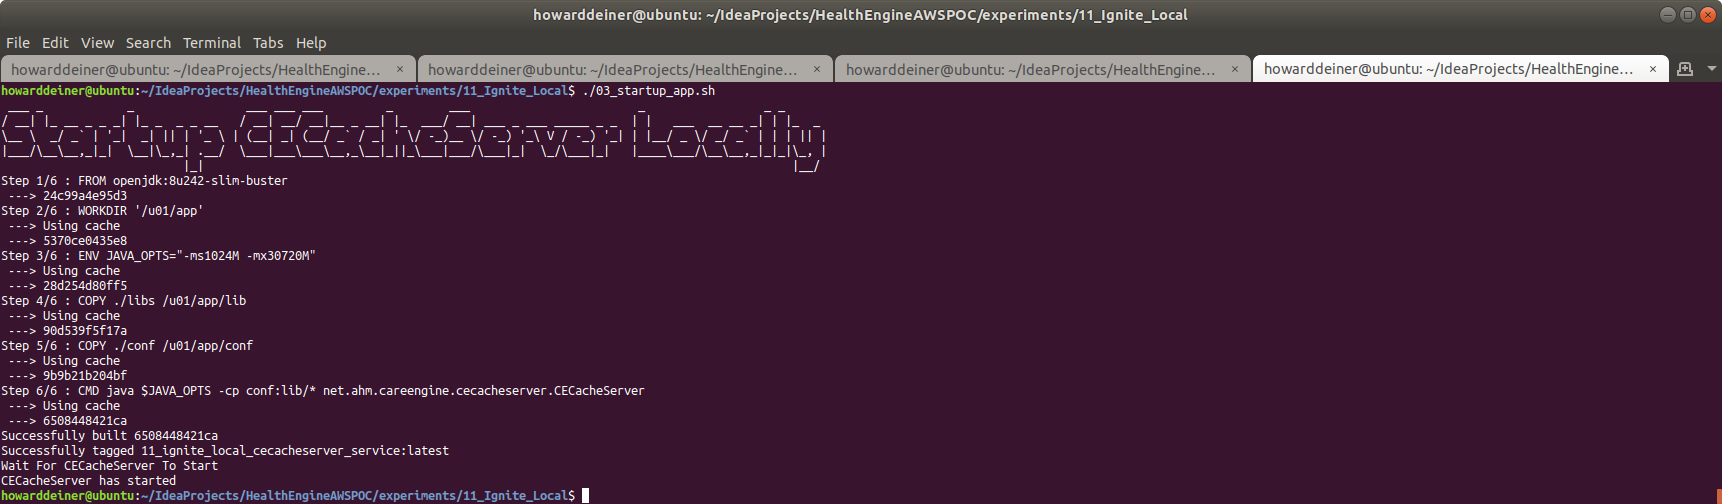 howarddeiner@ubuntu: ~/IdeaProjects/HealthEngineAWSPOC/experiments/11_Ignite_Local
File Edit View Search Terminal Tabs Help
howarddeiner@ubuntu: ~/IdeaProjects/HealthEngine… × howarddeiner@ubuntu: ~/IdeaProjects/HealthEngine… × howarddeiner@ubuntu: ~/IdeaProjects/HealthEngine… × howarddeiner@ubuntu: ~/IdeaProjects/HealthEngine… ×
howarddeiner@ubuntu:~/IdeaProjects/HealthEngineAWSPOC/experiments/11_Ignite_Local$ ./03_startup_app.sh
Startup CECacheServer Locally
Step 1/6 : FROM openjdk:8u242-slim-buster
---> 24c99a4e95d3
Step 2/6 : WORKDIR '/u01/app'
---> Using cache
---> 5370ce0435e8
Step 3/6 : ENV JAVA_OPTS="-ms1024M -mx30720M"
---> Using cache
---> 28d254d80ff5
Step 4/6 : COPY ./libs /u01/app/lib
---> Using cache
---> 90d539f5f17a
Step 5/6 : COPY ./conf /u01/app/conf
---> Using cache
---> 9b9b21b204bf
Step 6/6 : CMD java $JAVA_OPTS -cp conf:lib/* net.ahm.careengine.cecacheserver.CECacheServer
---> Using cache
---> 6508448421ca
Successfully built 6508448421ca
Successfully tagged 11_ignite_local_cecacheserver_service:latest
Wait For CECacheServer To Start
CECacheServer has started
howarddeiner@ubuntu:~/IdeaProjects/HealthEngineAWSPOC/experiments/11_Ignite_Local$